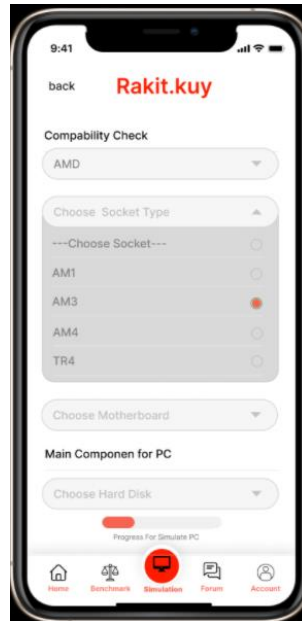 9:41
back Rakit.kuy
Compability Check
AMD
Choose Socket Type
---Choose Socket---
AM1
AM3
AM4
TR4
Choose Motherboard
Main Componen for PC
Choose Hard Disk
Progress For Simulate PC
Home Benchmark Simulation Forum Account